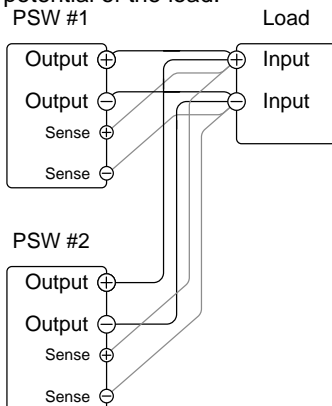 potential of the load.
PSW #1
Load
Output +
Input +
Output −
Input −
Sense +
Sense −
PSW #2
Output +
Output −
Sense +
Sense −